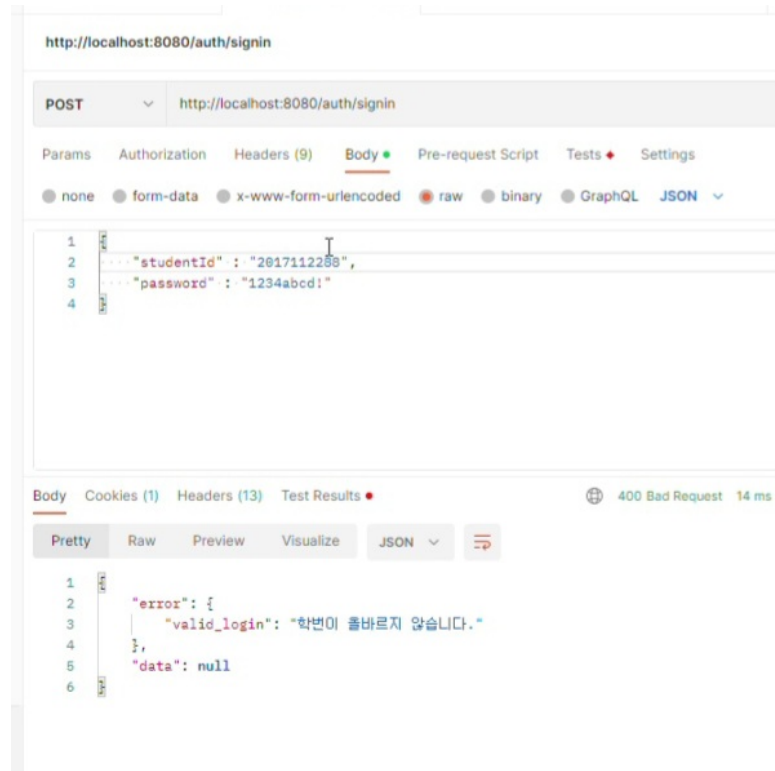 http://localhost:8080/auth/signin
POST http://localhost:8080/auth/signin
Params Authorization Headers (9) Body Pre-request Script Tests Settings
none form-data x-www-form-urlencoded raw binary GraphQL JSON
1 {
2 "studentId" : "2017112288",
3 "password" : "1234abcd!"
4 }
Body Cookies (1) Headers (13) Test Results 400 Bad Request 14 ms
Pretty Raw Preview Visualize JSON
1 {
2 "error": {
3 "valid_login": "학번이 올바르지 않습니다."
4 },
5 "data": null
6 }